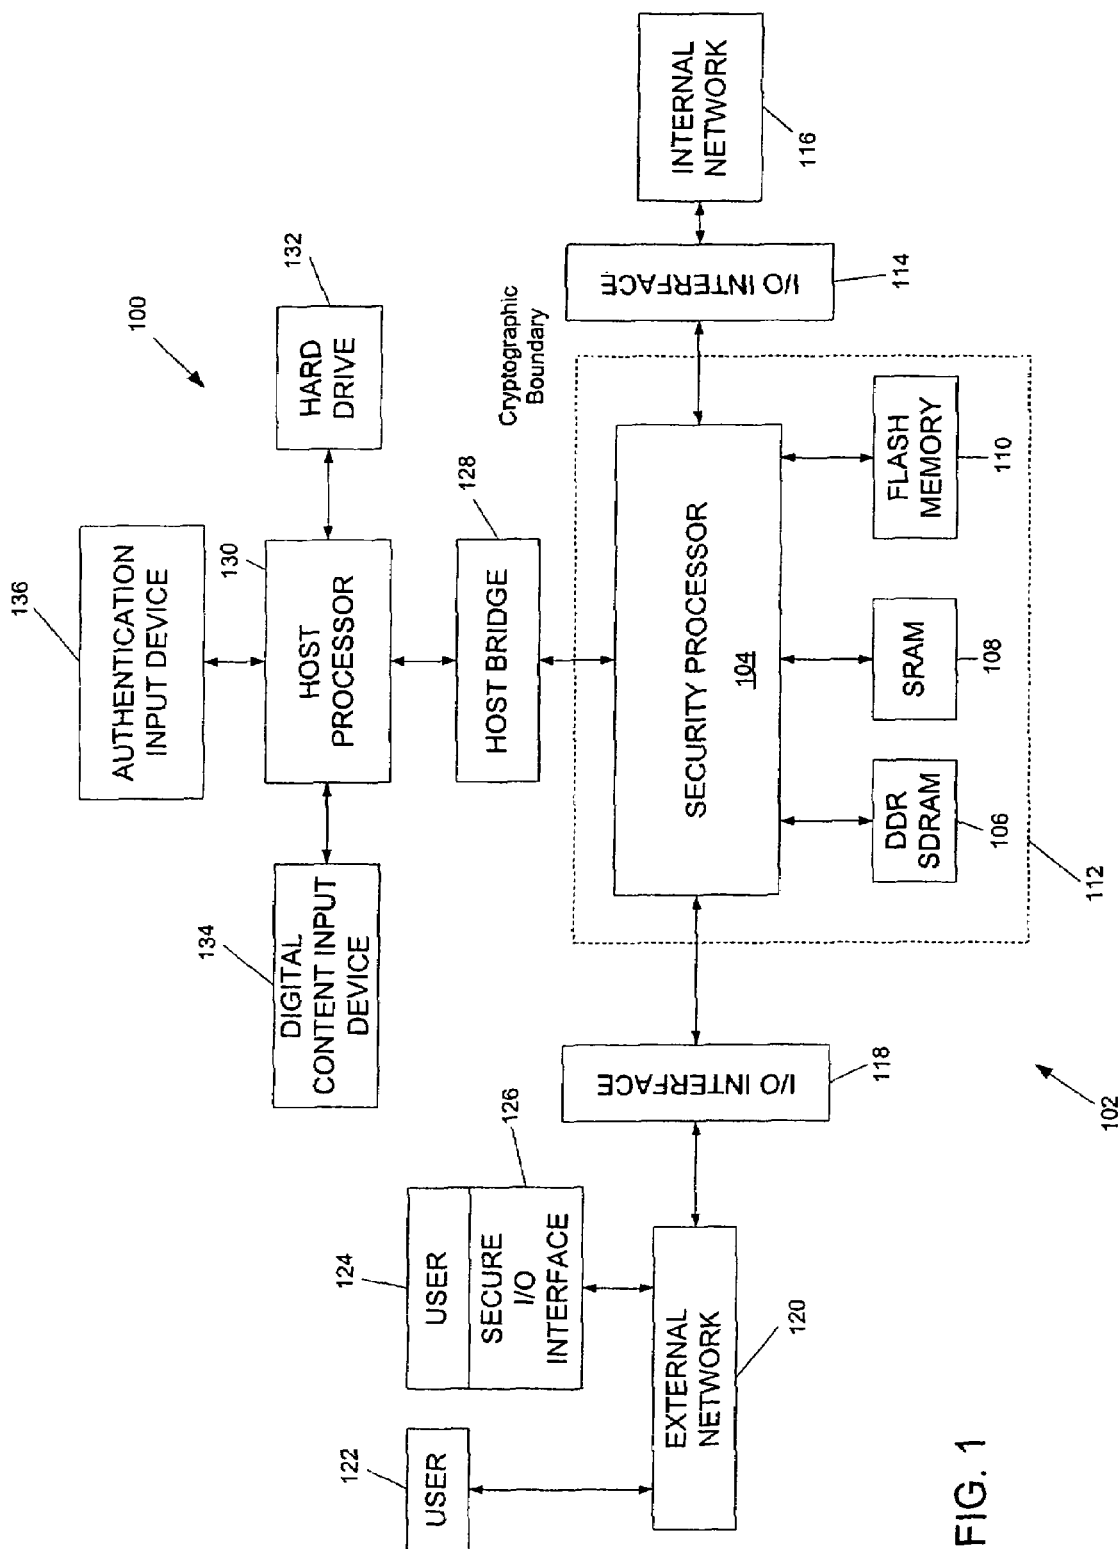 100
136
AUTHENTICATION
INPUT DEVICE
134
DIGITAL
CONTENT INPUT
DEVICE
130
HOST
PROCESSOR
132
HARD
DRIVE
128
HOST BRIDGE
Cryptographic
Boundary
122
USER
124
USER
126
SECURE
I/O
INTERFACE
EXTERNAL
NETWORK
120
I/O INTERFACE
118
SECURITY PROCESSOR
104
I/O INTERFACE
114
INTERNAL
NETWORK
116
DDR
SDRAM
106
SRAM
108
FLASH
MEMORY
110
112
102
FIG. 1